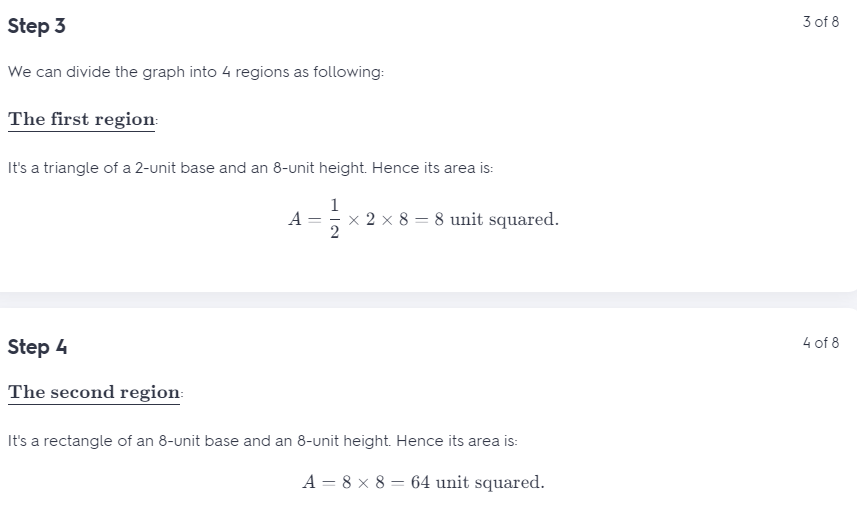 Step 3
3 of 8
We can divide the graph into 4 regions as following:
The first region:
It's a triangle of a 2-unit base and an 8-unit height. Hence its area is:
A = 1/2 × 2 × 8 = 8 unit squared.
Step 4
4 of 8
The second region:
It's a rectangle of an 8-unit base and an 8-unit height. Hence its area is:
A = 8 × 8 = 64 unit squared.